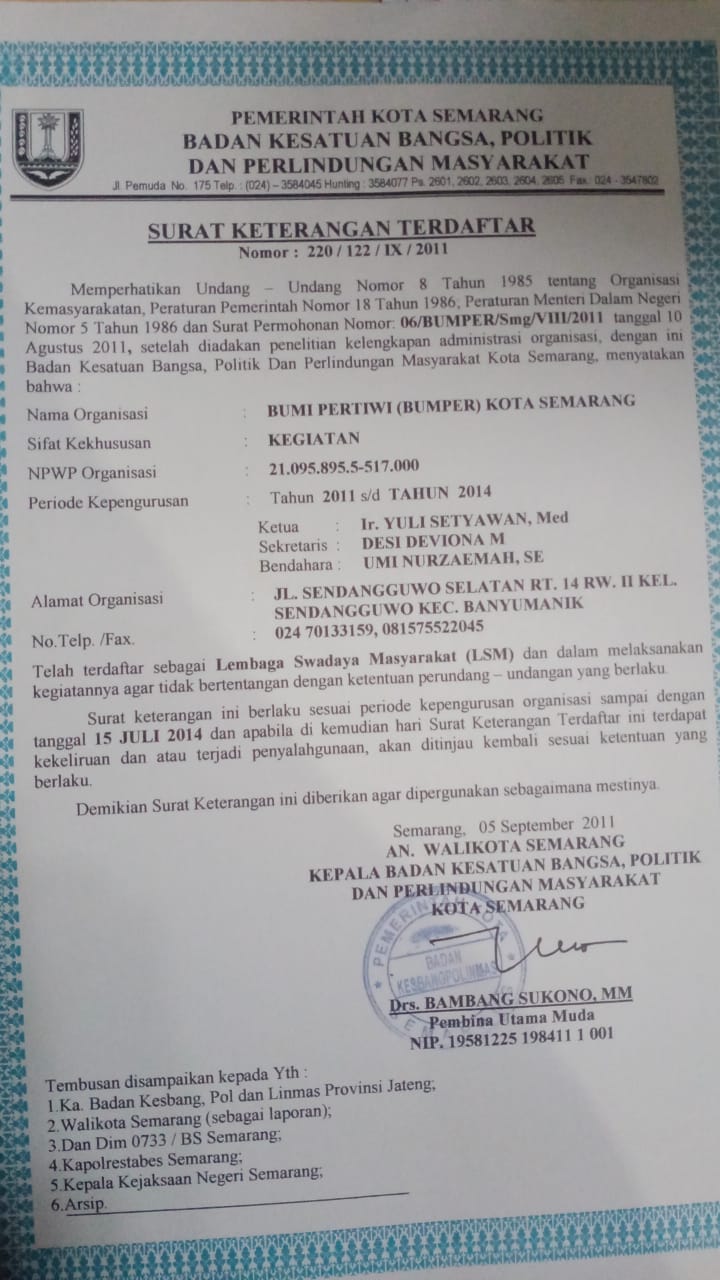 PEMERINTAH KOTA SEMARANG
BADAN KESATUAN BANGSA, POLITIK
DAN PERLINDUNGAN MASYARAKAT
Jl. Pemuda No. 175 Telp. : (024) – 3584045 Hunting : 3584077 Ps. 2601, 2602, 2603, 2604, 2605 Fax. 024 - 3547802
SURAT KETERANGAN TERDAFTAR
Nomor : 220 / 122 / IX / 2011
Memperhatikan Undang – Undang Nomor 8 Tahun 1985 tentang Organisasi
Kemasyarakatan, Peraturan Pemerintah Nomor 18 Tahun 1986, Peraturan Menteri Dalam Negeri
Nomor 5 Tahun 1986 dan Surat Permohonan Nomor: 06/BUMPER/Smg/VIII/2011 tanggal 10
Agustus 2011, setelah diadakan penelitian kelengkapan administrasi organisasi, dengan ini
Badan Kesatuan Bangsa, Politik Dan Perlindungan Masyarakat Kota Semarang, menyatakan
bahwa :
Nama Organisasi : BUMI PERTIWI (BUMPER) KOTA SEMARANG
Sifat Kekhususan : KEGIATAN
NPWP Organisasi : 21.095.895.5-517.000
Periode Kepengurusan : Tahun 2011 s/d TAHUN 2014
Ketua : Ir. YULI SETYAWAN, Med
Sekretaris : DESI DEVIONA M
Bendahara : UMI NURZAEMAH, SE
Alamat Organisasi : JL. SENDANGGUWO SELATAN RT. 14 RW. II KEL.
SENDANGGUWO KEC. BANYUMANIK
No.Telp. /Fax. : 024 70133159, 081575522045
Telah terdaftar sebagai Lembaga Swadaya Masyarakat (LSM) dan dalam melaksanakan
kegiatannya agar tidak bertentangan dengan ketentuan perundang – undangan yang berlaku.
Surat keterangan ini berlaku sesuai periode kepengurusan organisasi sampai dengan
tanggal 15 JULI 2014 dan apabila di kemudian hari Surat Keterangan Terdaftar ini terdapat
kekeliruan dan atau terjadi penyalahgunaan, akan ditinjau kembali sesuai ketentuan yang
berlaku.
Demikian Surat Keterangan ini diberikan agar dipergunakan sebagaimana mestinya.
Semarang, 05 September 2011
AN. WALIKOTA SEMARANG
KEPALA BADAN KESATUAN BANGSA, POLITIK
DAN PERLINDUNGAN MASYARAKAT
KOTA SEMARANG
PEMERINTAH KOTA
BADAN
KESBANGPOLINMAS
Drs. BAMBANG SUKONO, MM
Pembina Utama Muda
NIP. 19581225 198411 1 001
Tembusan disampaikan kepada Yth :
1.Ka. Badan Kesbang, Pol dan Linmas Provinsi Jateng;
2.Walikota Semarang (sebagai laporan);
3.Dan Dim 0733 / BS Semarang;
4.Kapolrestabes Semarang;
5.Kepala Kejaksaan Negeri Semarang;
6.Arsip.